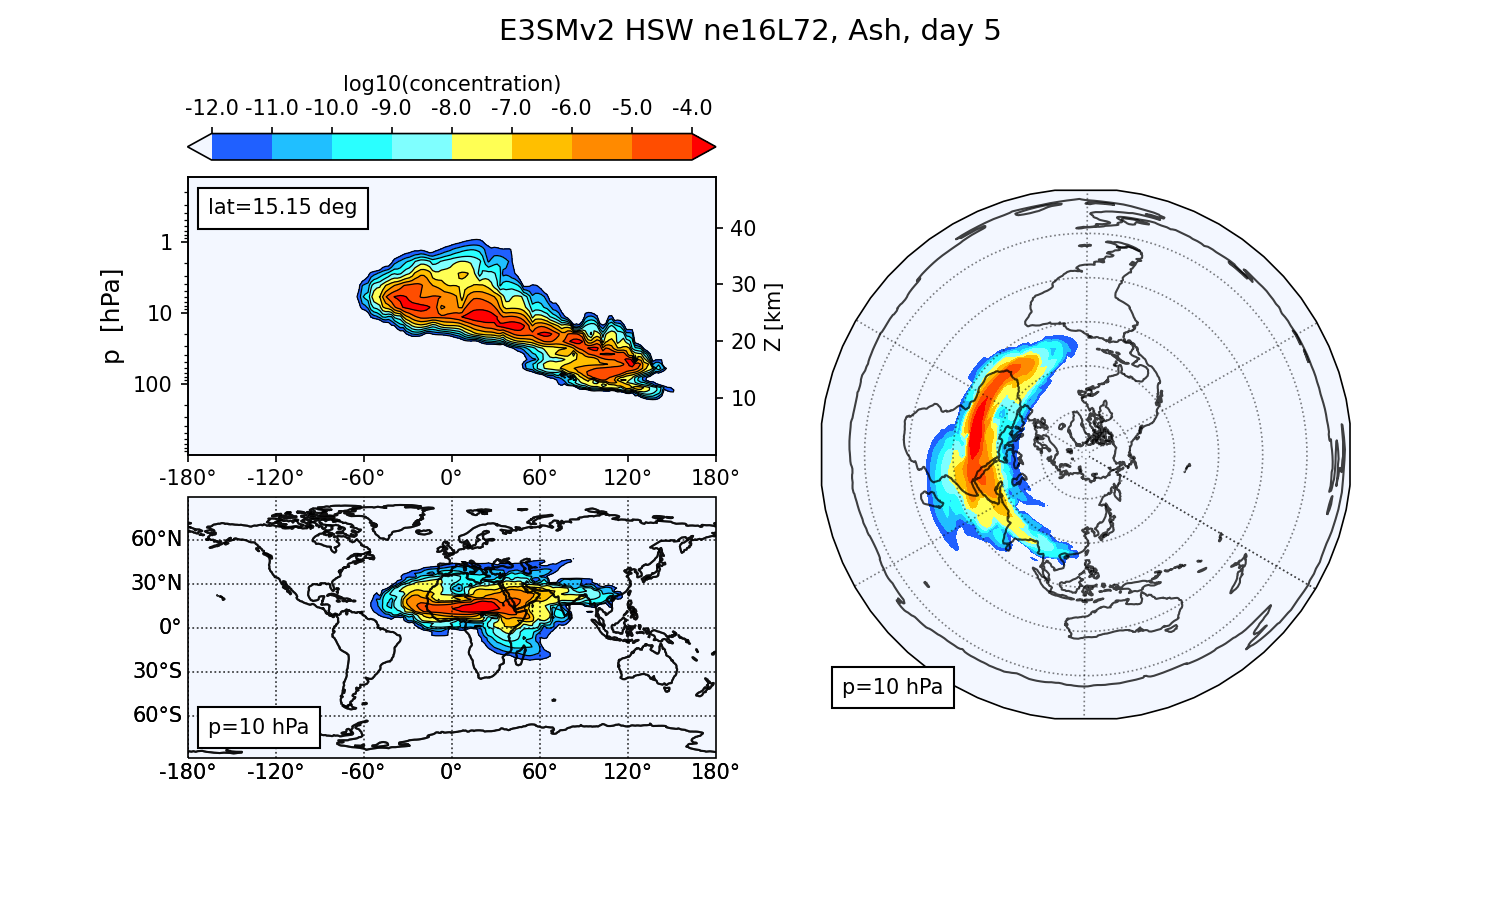 E3SMv2 HSW ne16L72, Ash, day 5
log10(concentration)
-12.0 -11.0 -10.0 -9.0 -8.0 -7.0 -6.0 -5.0 -4.0
lat=15.15 deg
p [hPa]
1
10
100
40
30
20
10
Z [km]
-180° -120° -60° 0° 60° 120° 180°
60°N
30°N
0°
30°S
60°S
p=10 hPa
-180° -120° -60° 0° 60° 120° 180°
p=10 hPa